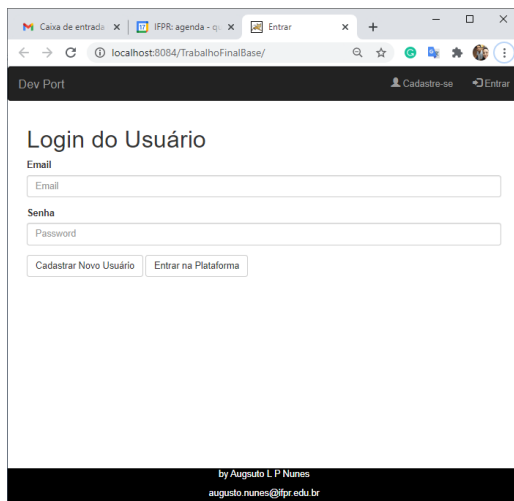 Caixa de entrada
IFPR: agenda - q
Entrar
localhost:8084/TrabalhoFinalBase/
Dev Port
Cadastre-se
Entrar
Login do Usuário
Email
Email
Senha
Password
Cadastrar Novo Usuário
Entrar na Plataforma
by Augsuto L P Nunes
augusto.nunes@ifpr.edu.br